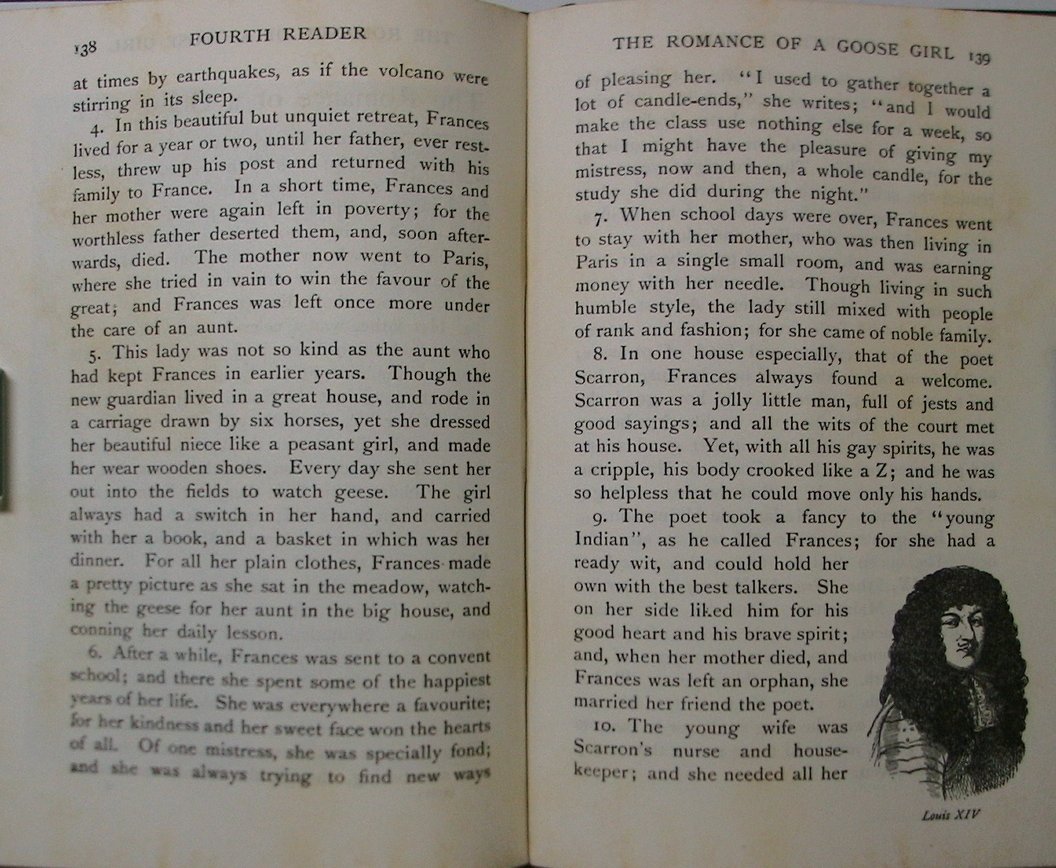 138 FOURTH READER
at times by earthquakes, as if the volcano were
stirring in its sleep.
4. In this beautiful but unquiet retreat, Frances
lived for a year or two, until her father, ever rest-
less, threw up his post and returned with his
family to France. In a short time, Frances and
her mother were again left in poverty; for the
worthless father deserted them, and, soon after-
wards, died. The mother now went to Paris,
where she tried in vain to win the favour of the
great; and Frances was left once more under
the care of an aunt.
5. This lady was not so kind as the aunt who
had kept Frances in earlier years. Though the
new guardian lived in a great house, and rode in
a carriage drawn by six horses, yet she dressed
her beautiful niece like a peasant girl, and made
her wear wooden shoes. Every day she sent her
out into the fields to watch geese. The girl
always had a switch in her hand, and carried
with her a book, and a basket in which was her
dinner. For all her plain clothes, Frances made
a pretty picture as she sat in the meadow, watch-
ing the geese for her aunt in the big house, and
conning her daily lesson.
6. After a while, Frances was sent to a convent
school; and there she spent some of the happiest
years of her life. She was everywhere a favourite;
for her kindness and her sweet face won the hearts
of all. Of one mistress, she was specially fond;
and she was always trying to find new ways
THE ROMANCE OF A GOOSE GIRL 139
of pleasing her. "I used to gather together a
lot of candle-ends," she writes; "and I would
make the class use nothing else for a week, so
that I might have the pleasure of giving my
mistress, now and then, a whole candle, for the
study she did during the night."
7. When school days were over, Frances went
to stay with her mother, who was then living in
Paris in a single small room, and was earning
money with her needle. Though living in such
humble style, the lady still mixed with people
of rank and fashion; for she came of noble family.
8. In one house especially, that of the poet
Scarron, Frances always found a welcome.
Scarron was a jolly little man, full of jests and
good sayings; and all the wits of the court met
at his house. Yet, with all his gay spirits, he was
a cripple, his body crooked like a Z; and he was
so helpless that he could move only his hands.
9. The poet took a fancy to the "young
Indian", as he called Frances; for she had a
ready wit, and could hold her
own with the best talkers. She
on her side liked him for his
good heart and his brave spirit;
and, when her mother died, and
Frances was left an orphan, she
married her friend the poet.
10. The young wife was
Scarron's nurse and house-
keeper; and she needed all her
Louis XIV